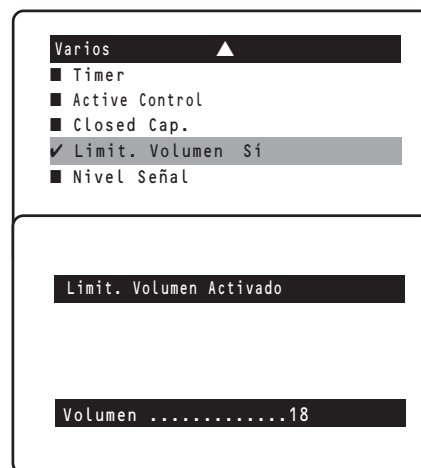 Varios ▲
■ Timer
■ Active Control
■ Closed Cap.
✔ Limit. Volumen Sí
■ Nivel Señal
Limit. Volumen Activado
Volumen .............18